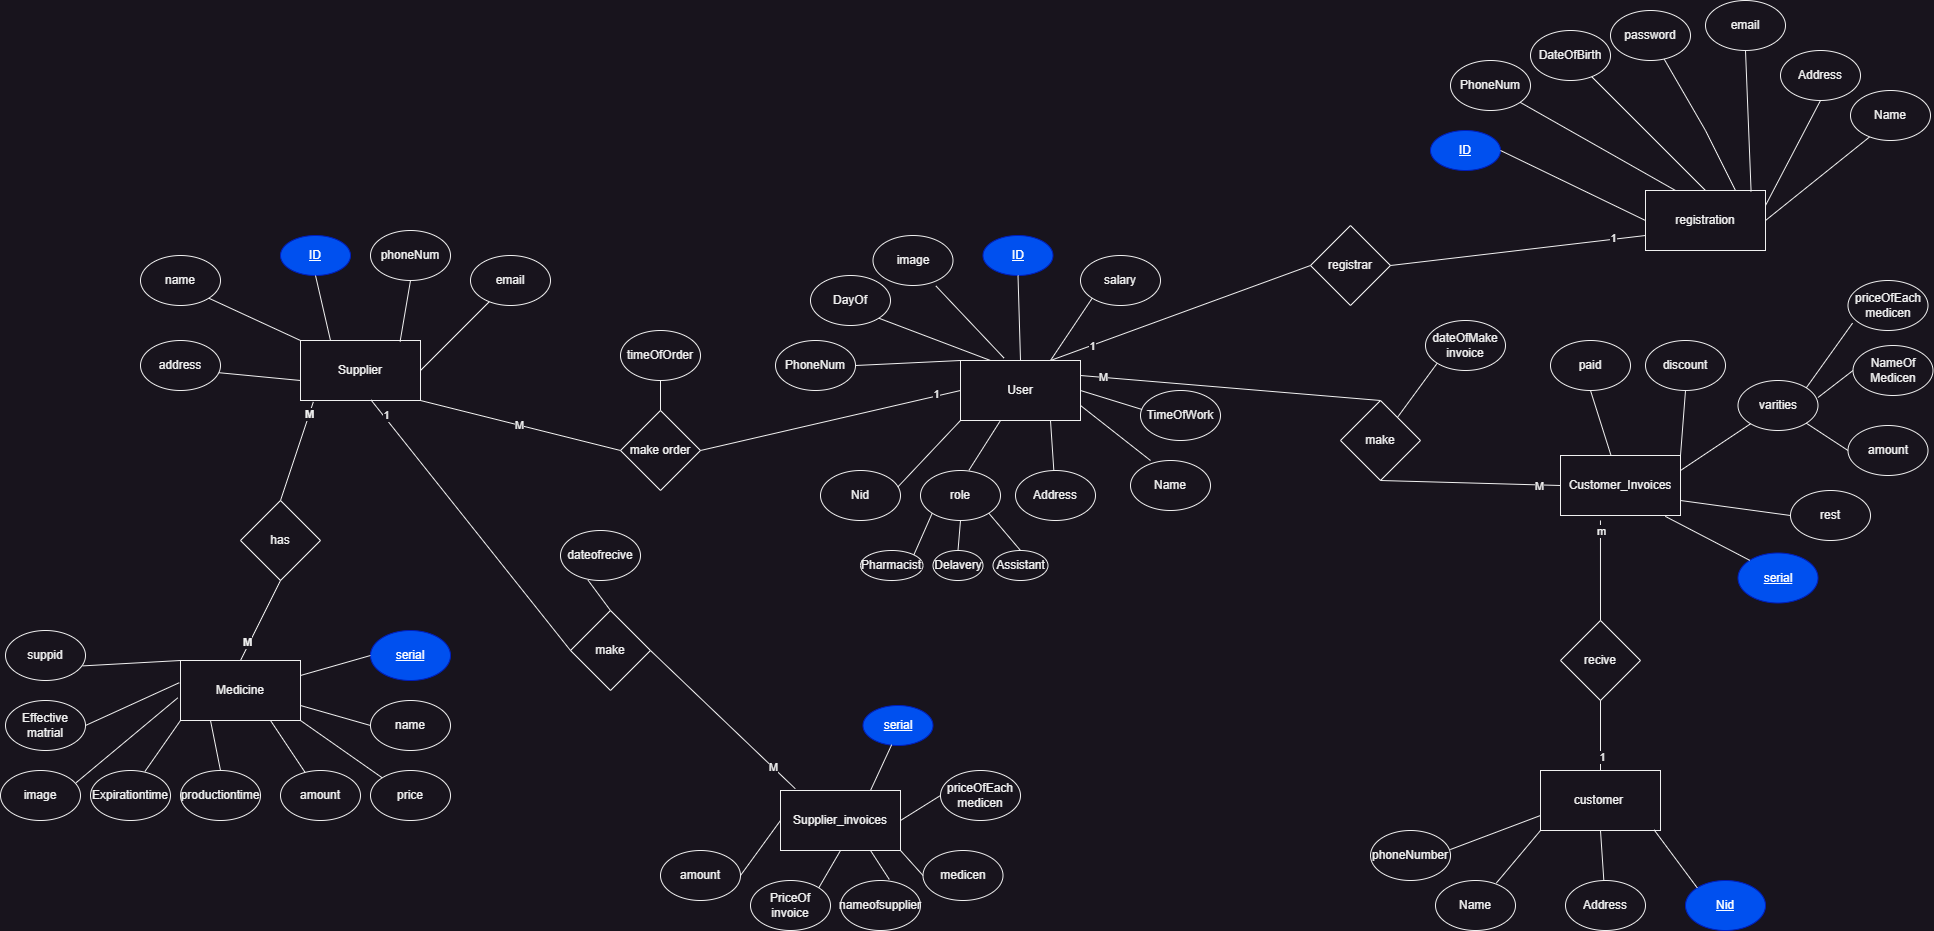 email
password
DateOfBirth
Address
PhoneNum
Name
ID
registration
1
registrar
name
ID
phoneNum
email
address
Supplier
image
ID
salary
DayOf
PhoneNum
User
1
TimeOfWork
Name
Nid
role
Address
Pharmacist
Delavery
Assistant
timeOfOrder
make order
M
1
M
dateOfMake
invoice
make
M
paid
discount
varities
priceOfEach
medicen
NameOf
Medicen
amount
Customer_Invoices
rest
serial
m
recive
1
customer
phoneNumber
Name
Address
Nid
M
1
has
M
dateofrecive
make
M
suppid
Medicine
serial
Effective
matrial
name
image
Expirationtime
productiontime
amount
price
serial
Supplier_invoices
priceOfEach
medicen
amount
PriceOf
invoice
nameofsupplier
medicen